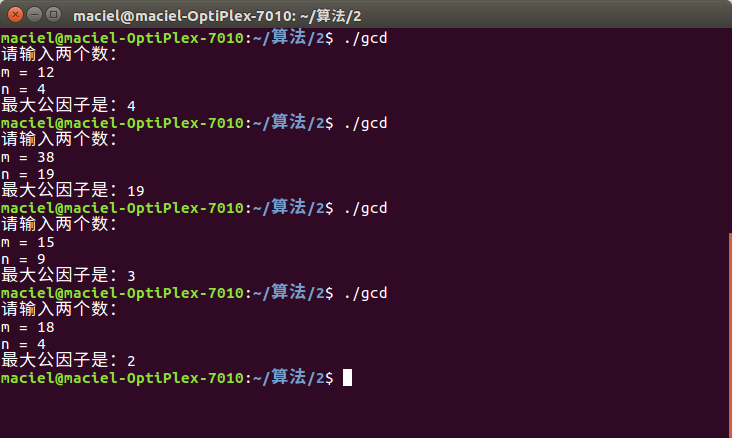 maciel@maciel-OptiPlex-7010: ~/算法/2
maciel@maciel-OptiPlex-7010:~/算法/2$ ./gcd
请输入两个数：
m = 12
n = 4
最大公因子是：4
maciel@maciel-OptiPlex-7010:~/算法/2$ ./gcd
请输入两个数：
m = 38
n = 19
最大公因子是：19
maciel@maciel-OptiPlex-7010:~/算法/2$ ./gcd
请输入两个数：
m = 15
n = 9
最大公因子是：3
maciel@maciel-OptiPlex-7010:~/算法/2$ ./gcd
请输入两个数：
m = 18
n = 4
最大公因子是：2
maciel@maciel-OptiPlex-7010:~/算法/2$